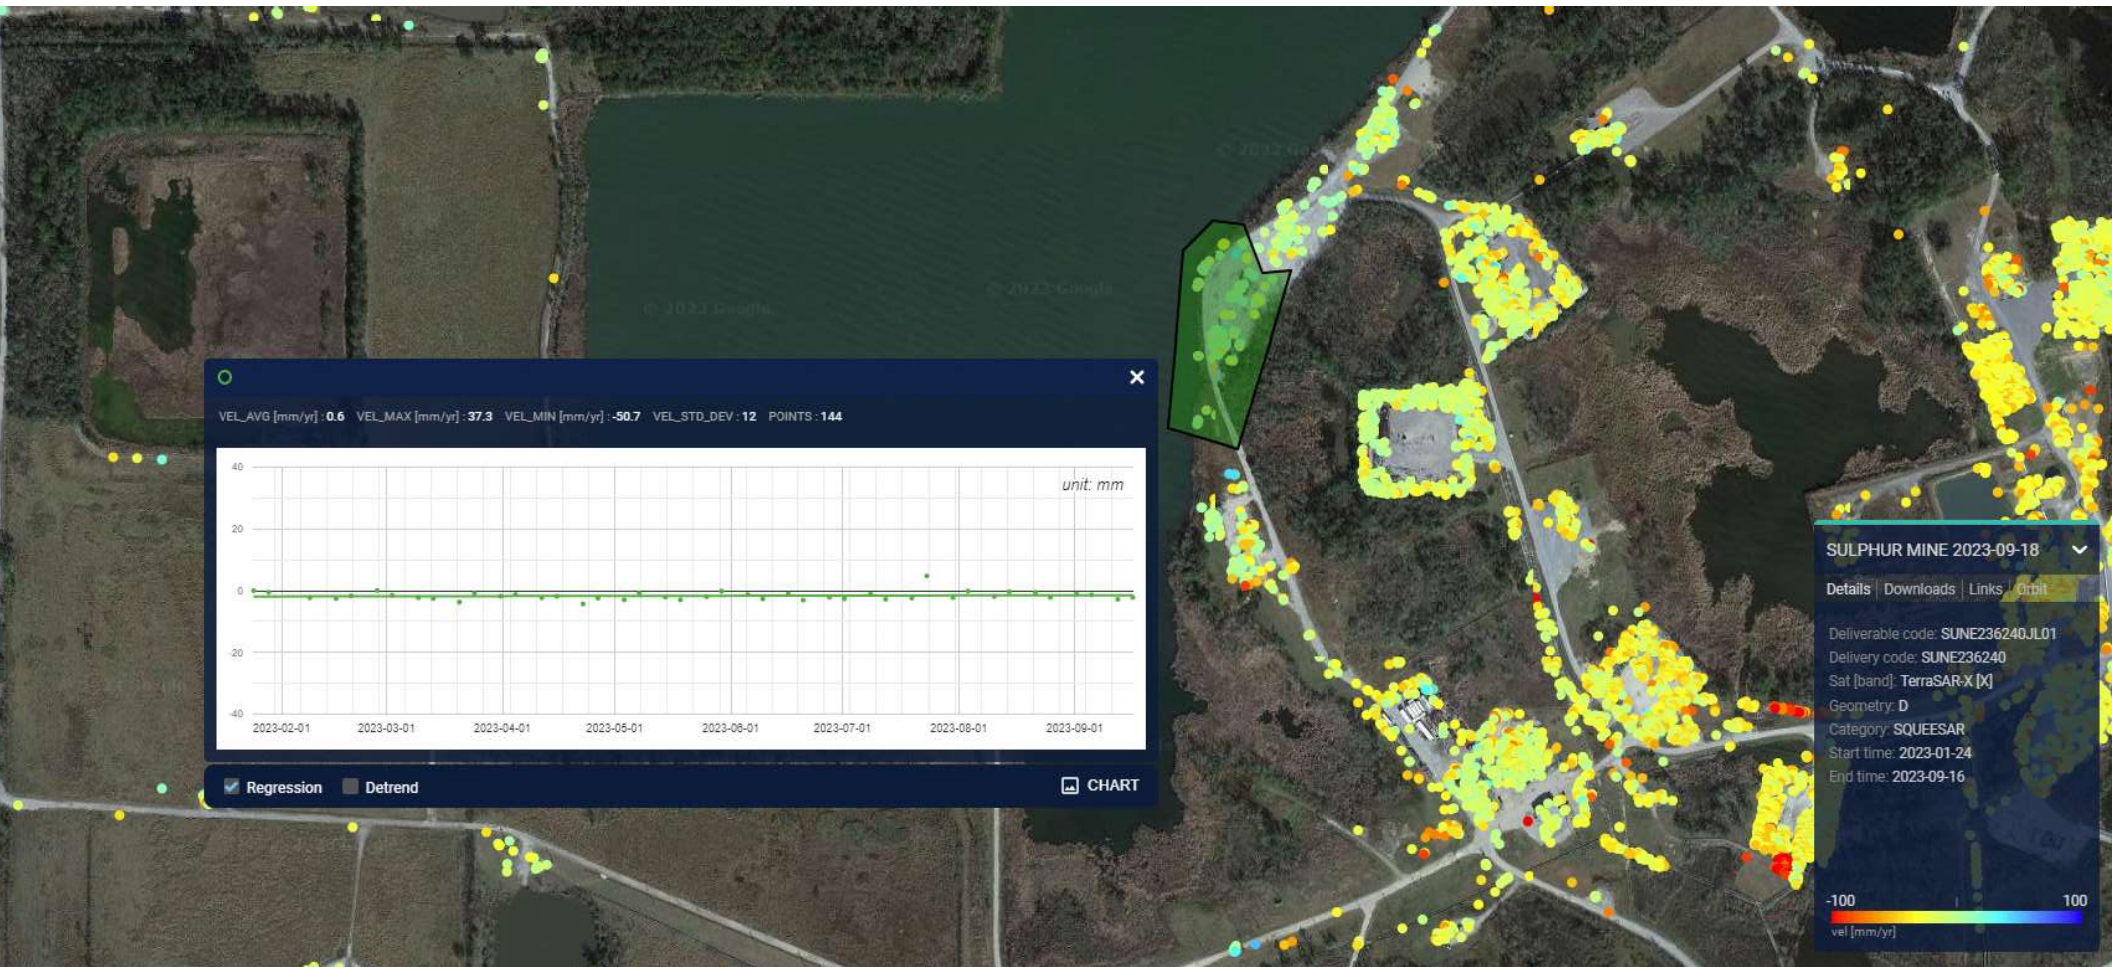 © 2023 Google
© 2023 Google
VEL_AVG [mm/yr] : 0.6 VEL_MAX [mm/yr] : 37.3 VEL_MIN [mm/yr] : -50.7 VEL_STD_DEV : 12 POINTS : 144
unit: mm
40
20
0
-20
-40
2023-02-01 2023-03-01 2023-04-01 2023-05-01 2023-06-01 2023-07-01 2023-08-01 2023-09-01
Regression Detrend CHART
SULPHUR MINE 2023-09-18
Details Downloads Links Orbit
Deliverable code: SUNE236240JL01
Delivery code: SUNE236240
Sat [band]: TerraSAR-X [X]
Geometry: D
Category: SQUEESAR
Start time: 2023-01-24
End time: 2023-09-16
-100 100
vel [mm/yr]